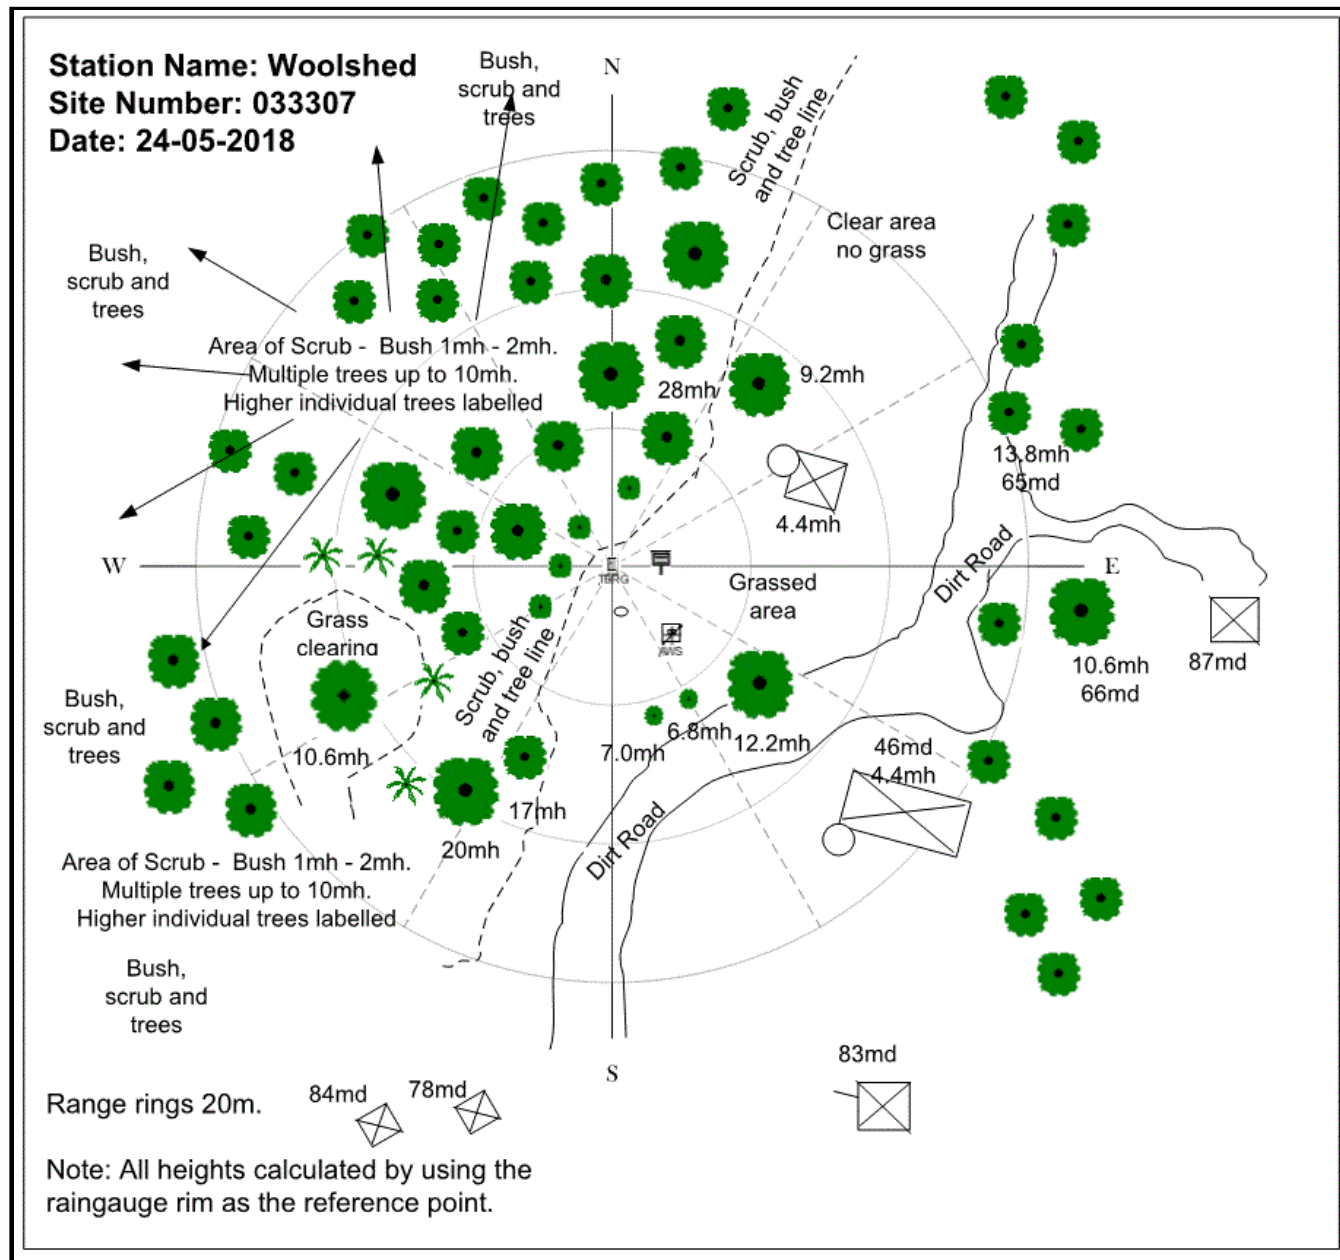 Station Name: Woolshed
Site Number: 033307
Date: 24-05-2018
Bush,
scrub and
trees
N
Scrub, bush
and tree line
Clear area
no grass
Bush,
scrub and
trees
Area of Scrub - Bush 1mh - 2mh.
Multiple trees up to 10mh.
Higher individual trees labelled
28mh
9.2mh
13.8mh
65md
4.4mh
W
E
TBRG
Dirt Road
Grassed
area
Grass
clearing
AWS
Scrub, bush
and tree line
10.6mh
66md
87md
Bush,
scrub and
trees
10.6mh
7.0mh
6.8mh
12.2mh
46md
4.4mh
17mh
20mh
Dirt Road
Area of Scrub - Bush 1mh - 2mh.
Multiple trees up to 10mh.
Higher individual trees labelled
Bush,
scrub and
trees
S
83md
84md
78md
Range rings 20m.
Note: All heights calculated by using the
raingauge rim as the reference point.